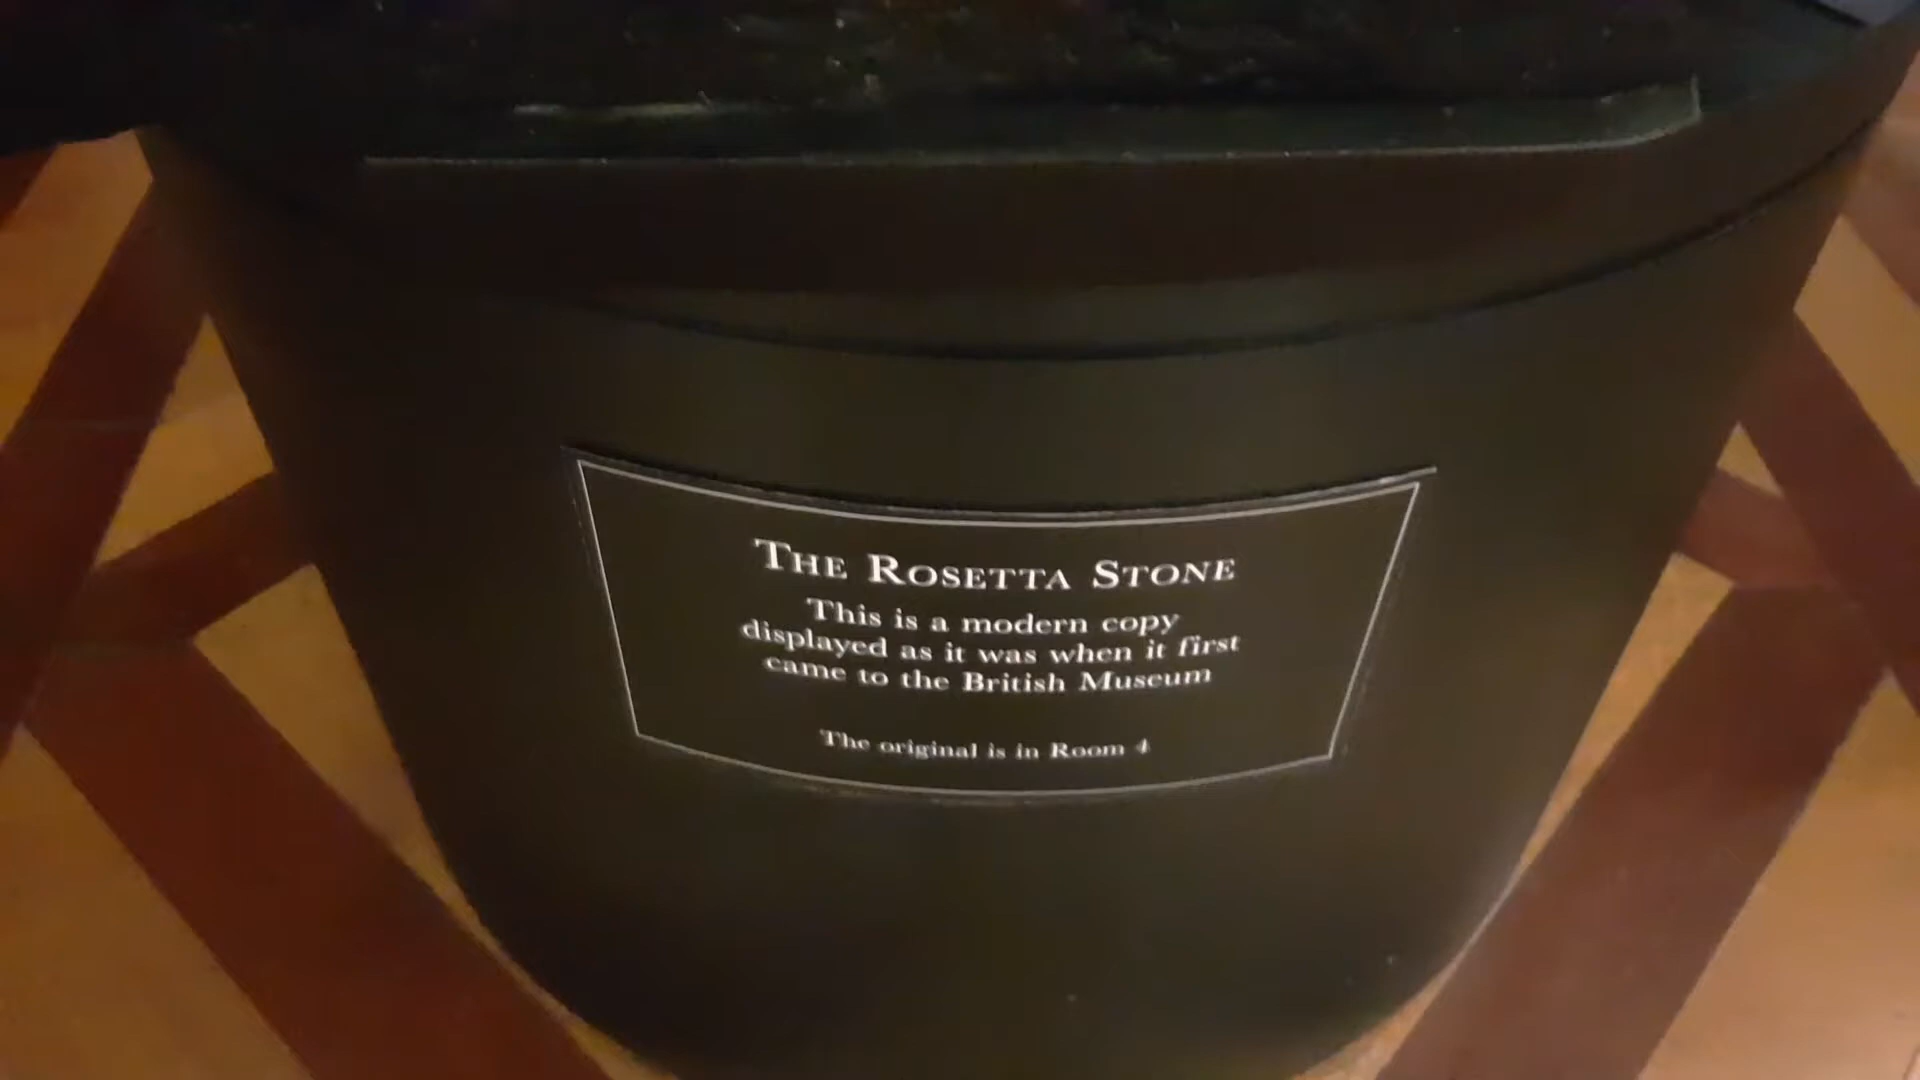 THE ROSETTA STONE
This is a modern copy
displayed as it was when it first
came to the British Museum
The original is in Room 4